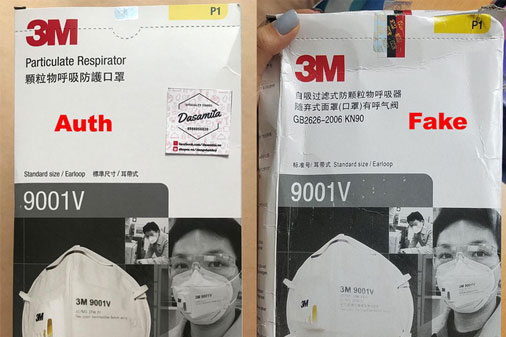 P1
3M
Particulate Respirator
顆粒物呼吸防護口罩
Auth
Dasamita
Standard size / Earloop 標準尺寸 / 耳帶式
9001V
3M 9001V
P1
3M
自吸过滤式防颗粒物呼吸器
随弃式面罩(口罩)有呼气阀
GB2626-2006 KN90
Fake
标准号/耳带式 Standard size / Earloop
9001V
3M 9001V